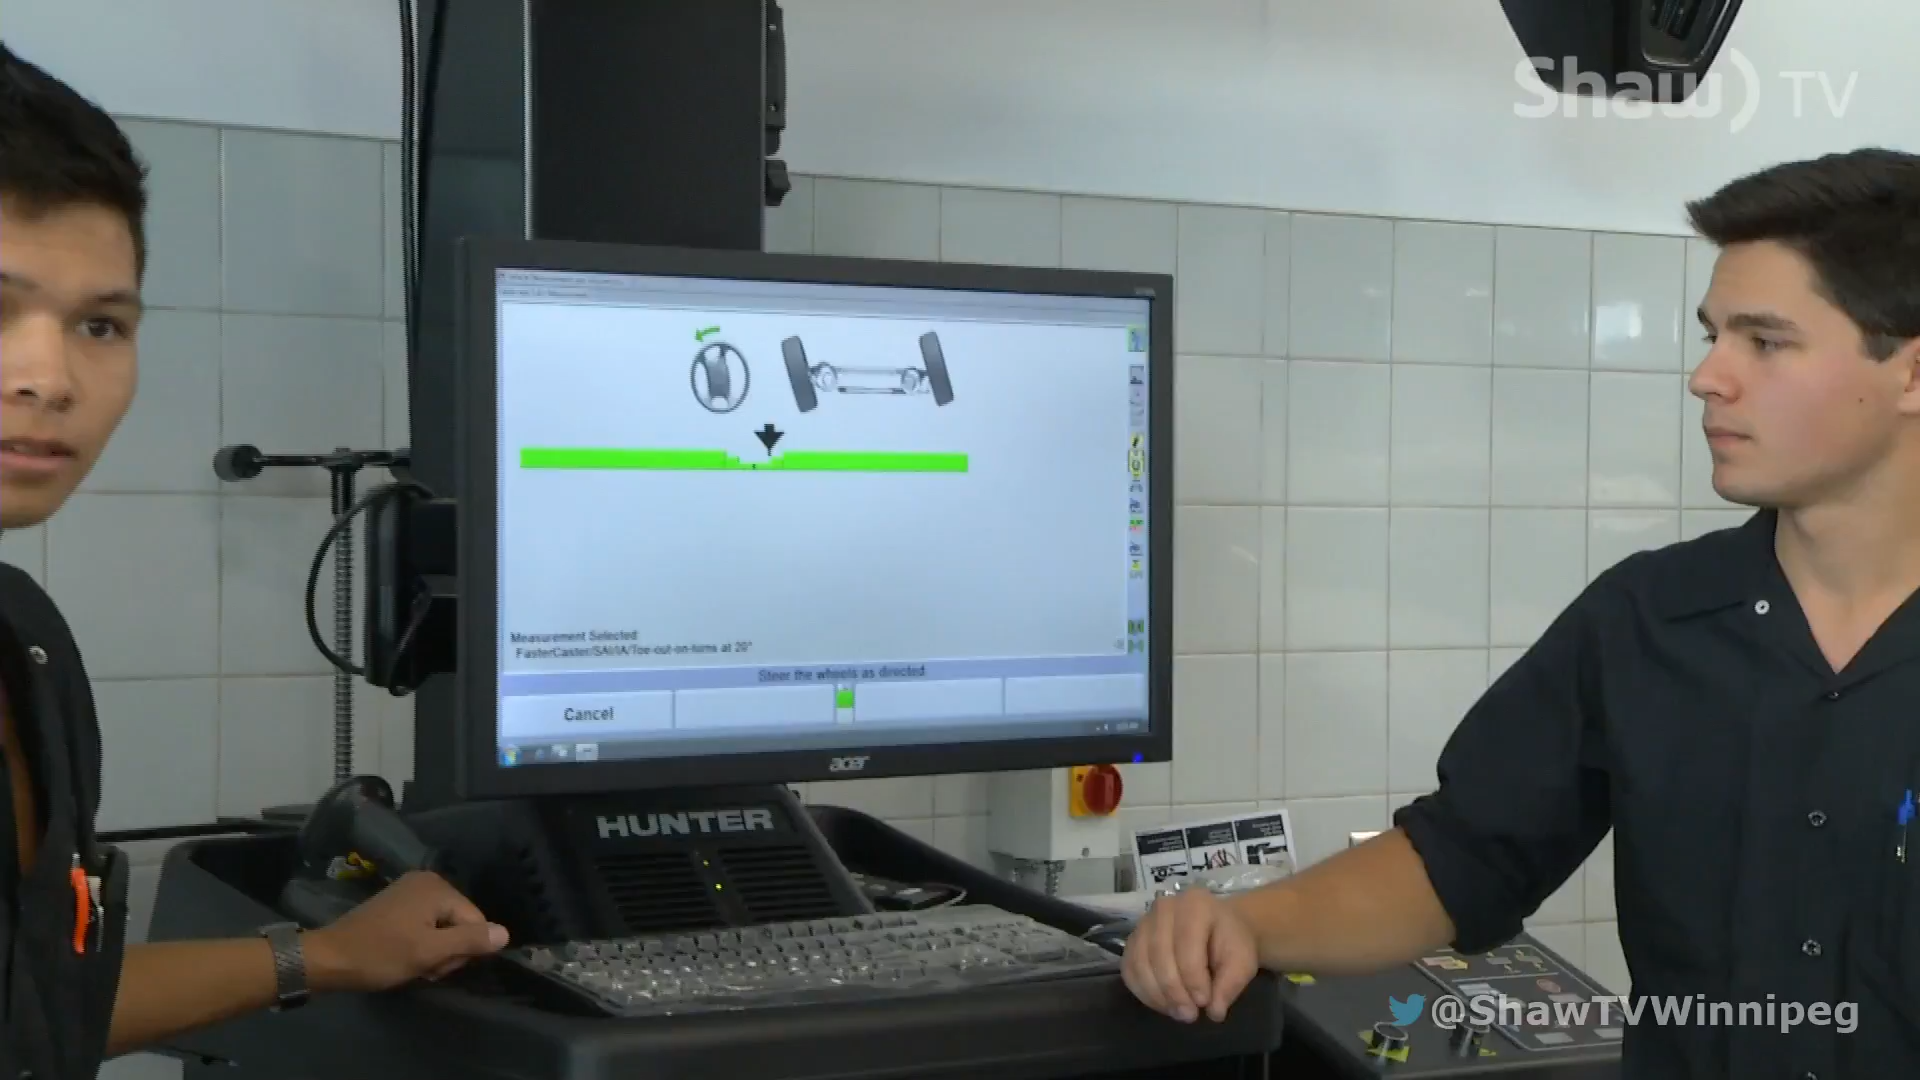 Shaw) TV
Measurement Selected
FasterCaster/SAI/IA/Toe-out-on-turns at 20°
Steer the wheels as directed
Cancel
acer
HUNTER
@ShawTVWinnipeg